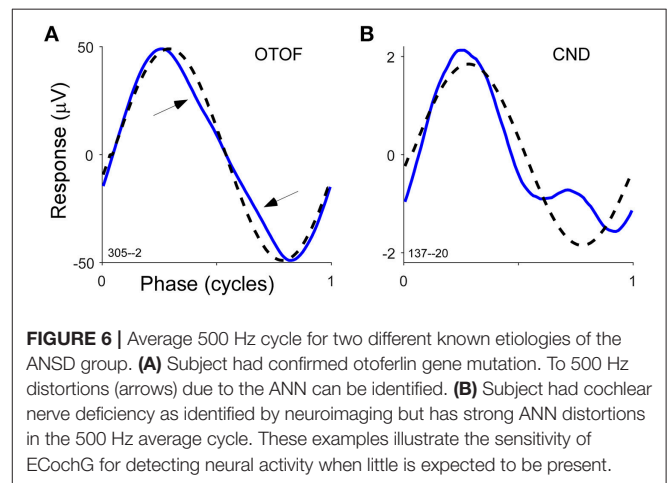 A
B
OTOF
CND
50
0
-50
Response (μV)
305--2
0
1
Phase (cycles)
2
0
-2
137--20
0
1
FIGURE 6 | Average 500 Hz cycle for two different known etiologies of the
ANSD group. (A) Subject had confirmed otoferlin gene mutation. To 500 Hz
distortions (arrows) due to the ANN can be identified. (B) Subject had cochlear
nerve deficiency as identified by neuroimaging but has strong ANN distortions
in the 500 Hz average cycle. These examples illustrate the sensitivity of
ECochG for detecting neural activity when little is expected to be present.